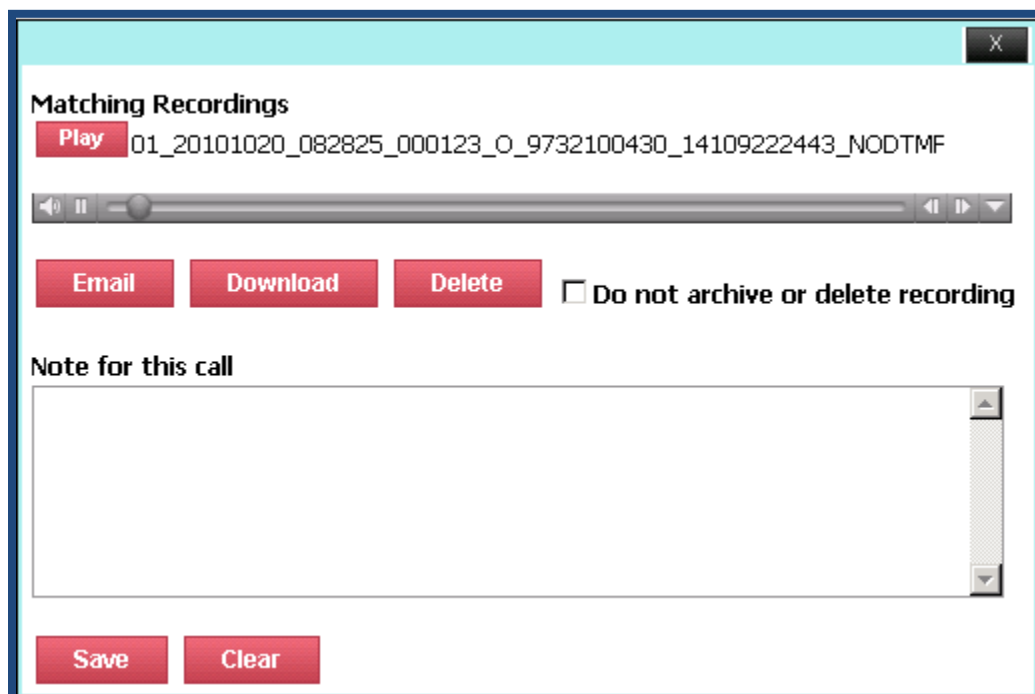 X
Matching Recordings
Play 01_20101020_082825_000123_O_9732100430_14109222443_NODTMF
Email Download Delete Do not archive or delete recording
Note for this call
Save Clear